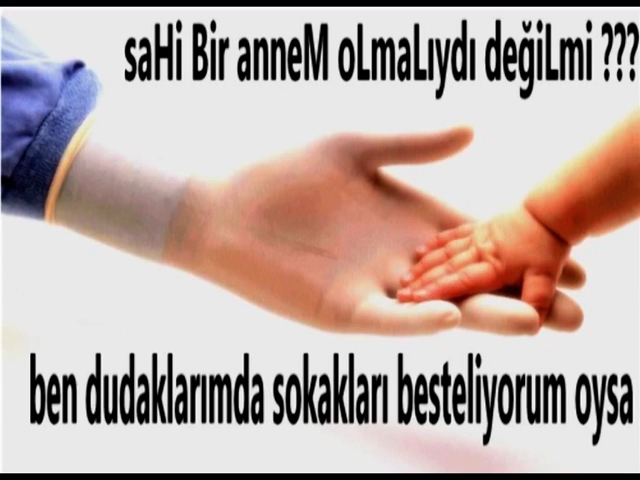 saHi Bir anneM oLmaLıydı değiLmi ???
ben dudaklarımda sokakları besteliyorum oysa